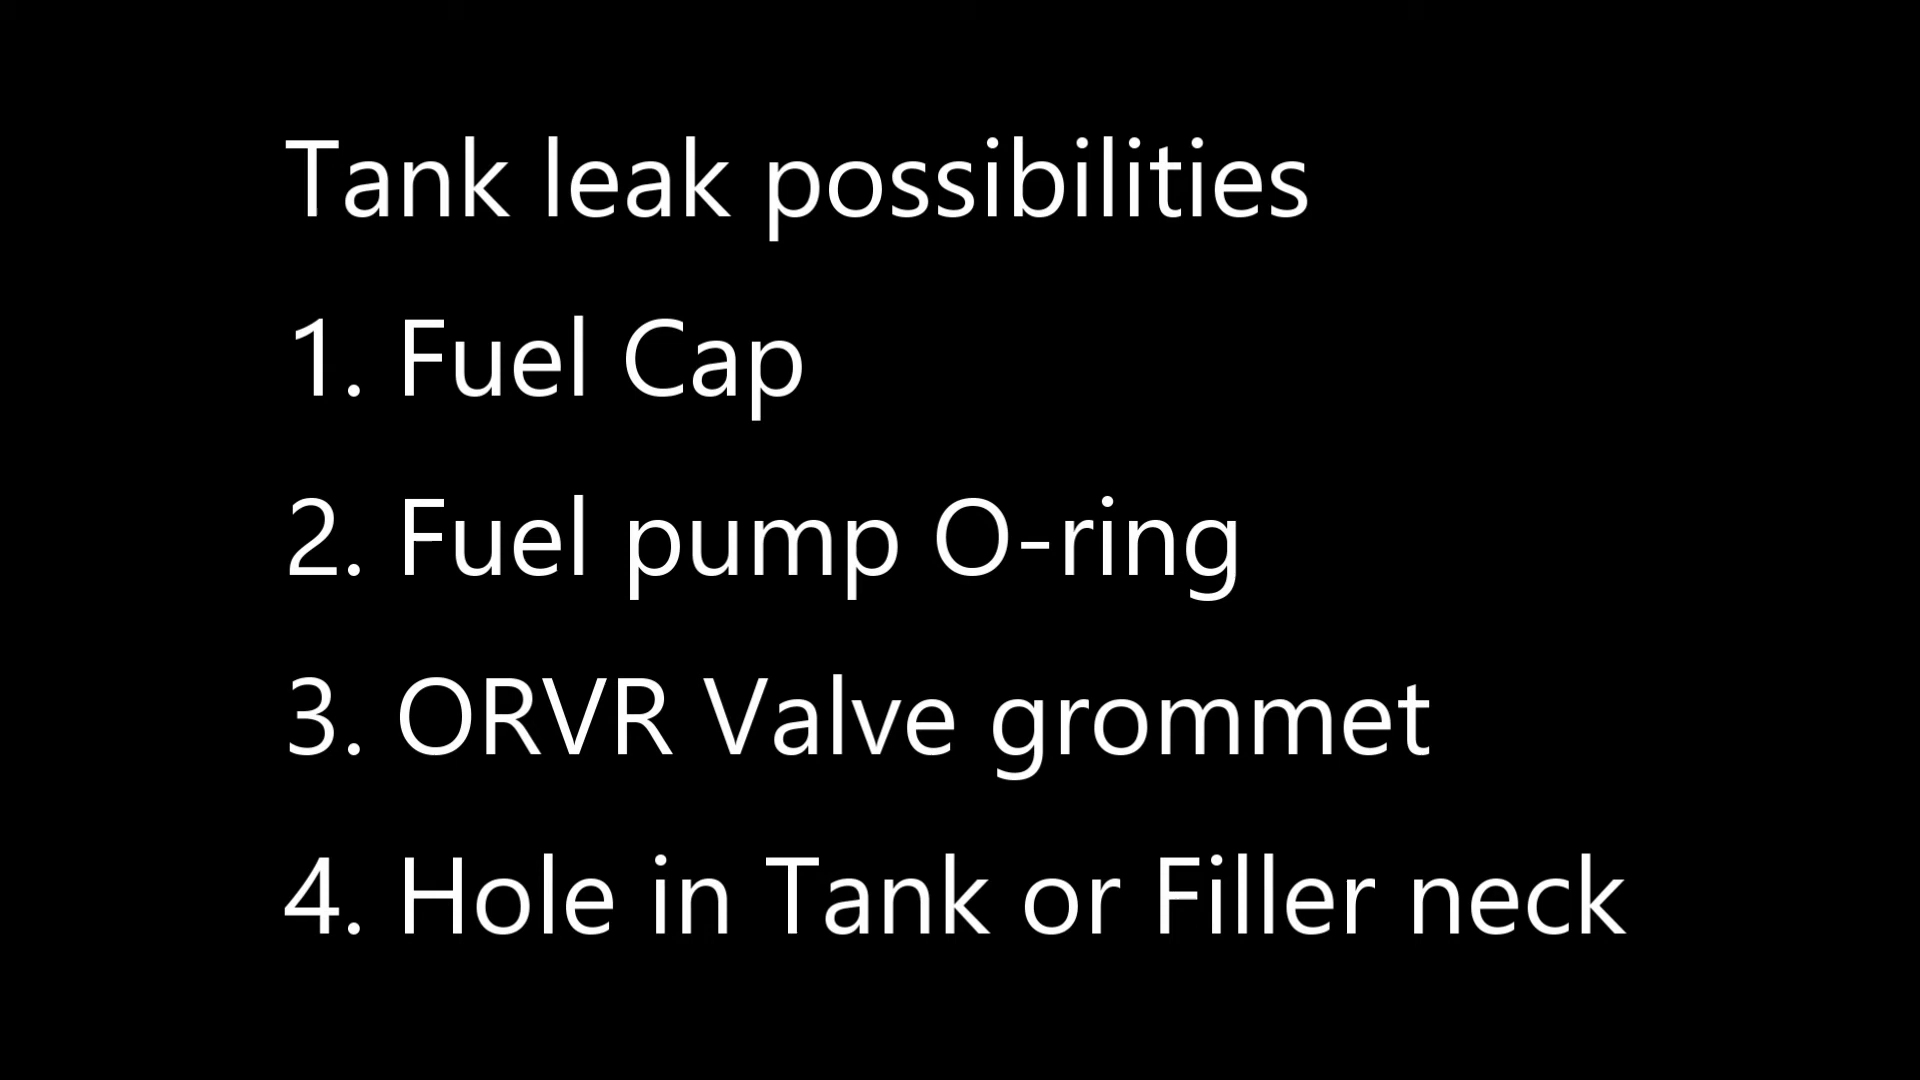 Tank leak possibilities
1. Fuel Cap
2. Fuel pump O-ring
3. ORVR Valve grommet
4. Hole in Tank or Filler neck